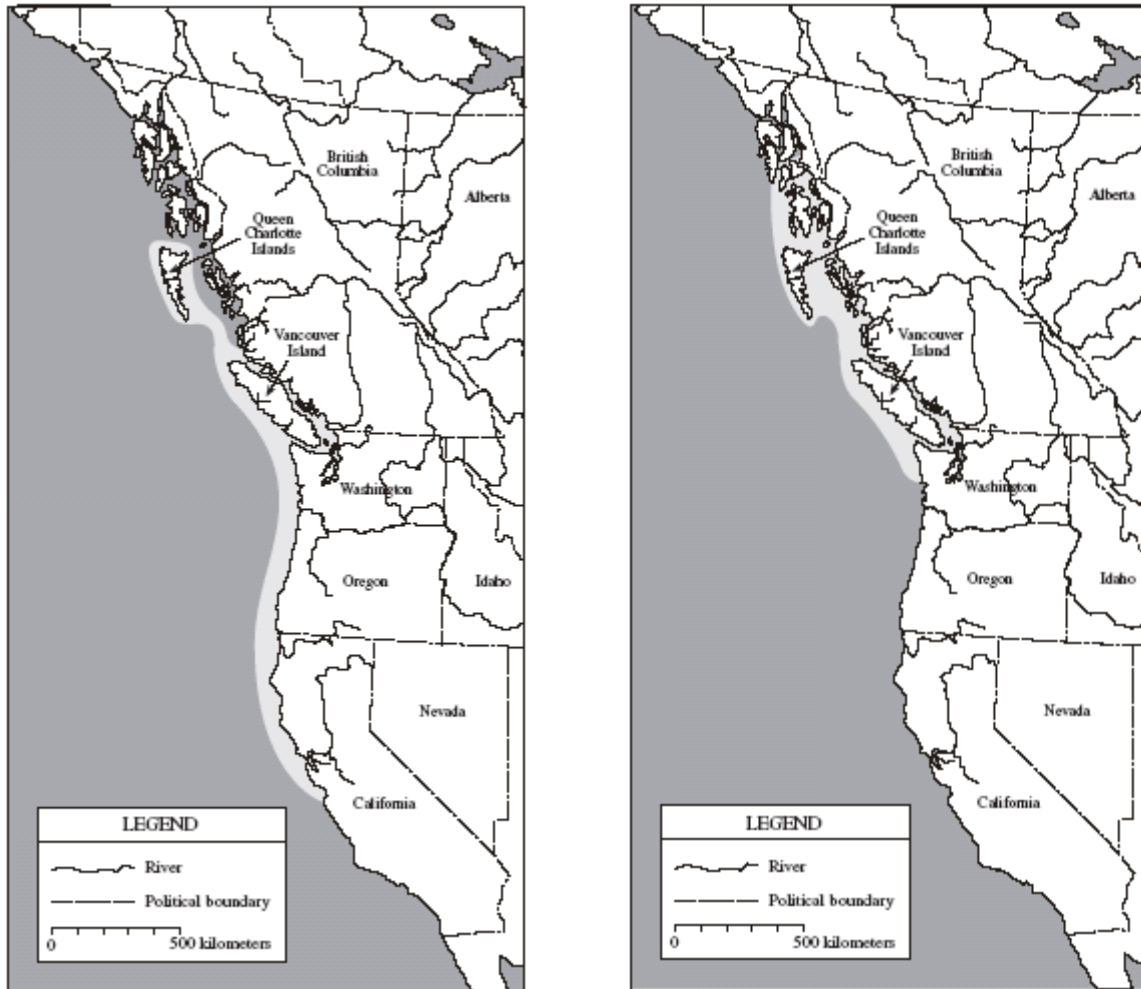 British
Columbia
Alberta
Queen
Charlotte
Islands
Vancouver
Island
Washington
Oregon
Idaho
Nevada
California
LEGEND
River
Political boundary
0
500 kilometers
British
Columbia
Alberta
Queen
Charlotte
Islands
Vancouver
Island
Washington
Oregon
Idaho
Nevada
California
LEGEND
River
Political boundary
0
500 kilometers